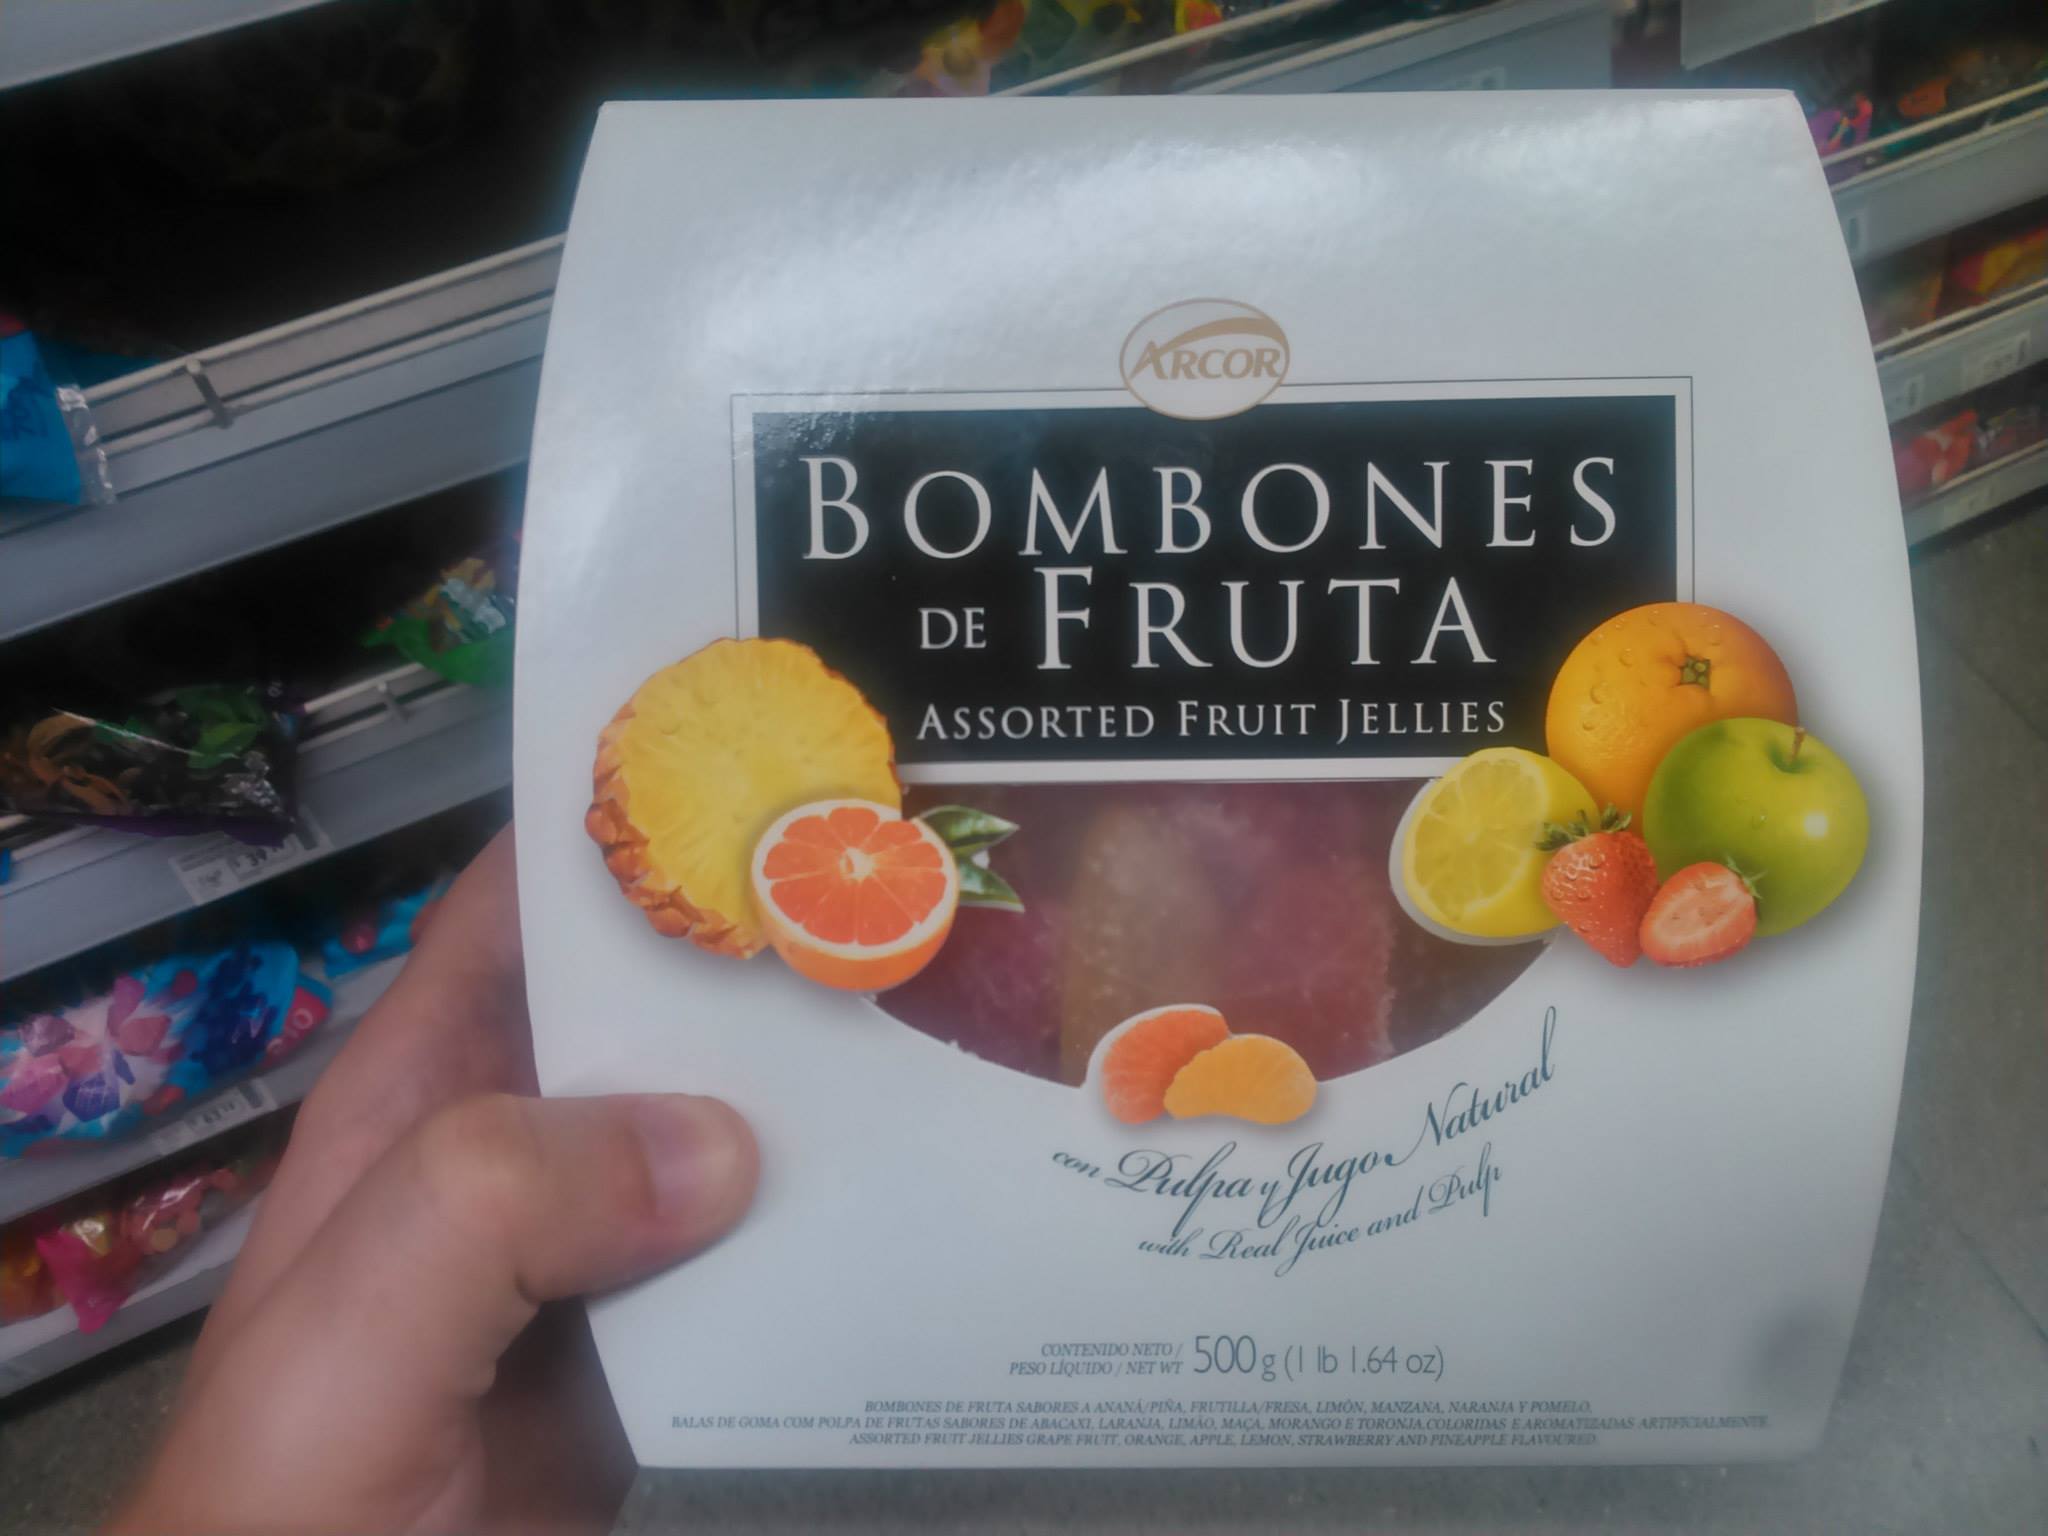 ARCOR
BOMBONES
DE FRUTA
ASSORTED FRUIT JELLIES
con Pulpa y Jugo Natural
with Real Juice and Pulp
CONTENIDO NETO /
PESO LÍQUIDO / NET WT 500 g (1 lb 1.64 oz)
BOMBONES DE FRUTA SABORES A ANANÁ/PIÑA, FRUTILLA/FRESA, LIMÓN, MANZANA, NARANJA Y POMELO.
BALAS DE GOMA COM POLPA DE FRUTAS SABORES DE ABACAXI, LARANJA, LIMÃO, MAÇA, MORANGO E TORONJA.COLORIDAS E AROMATIZADAS ARTIFICIALMENTE.
ASSORTED FRUIT JELLIES GRAPE FRUIT, ORANGE, APPLE, LEMON, STRAWBERRY AND PINEAPPLE FLAVOURED.